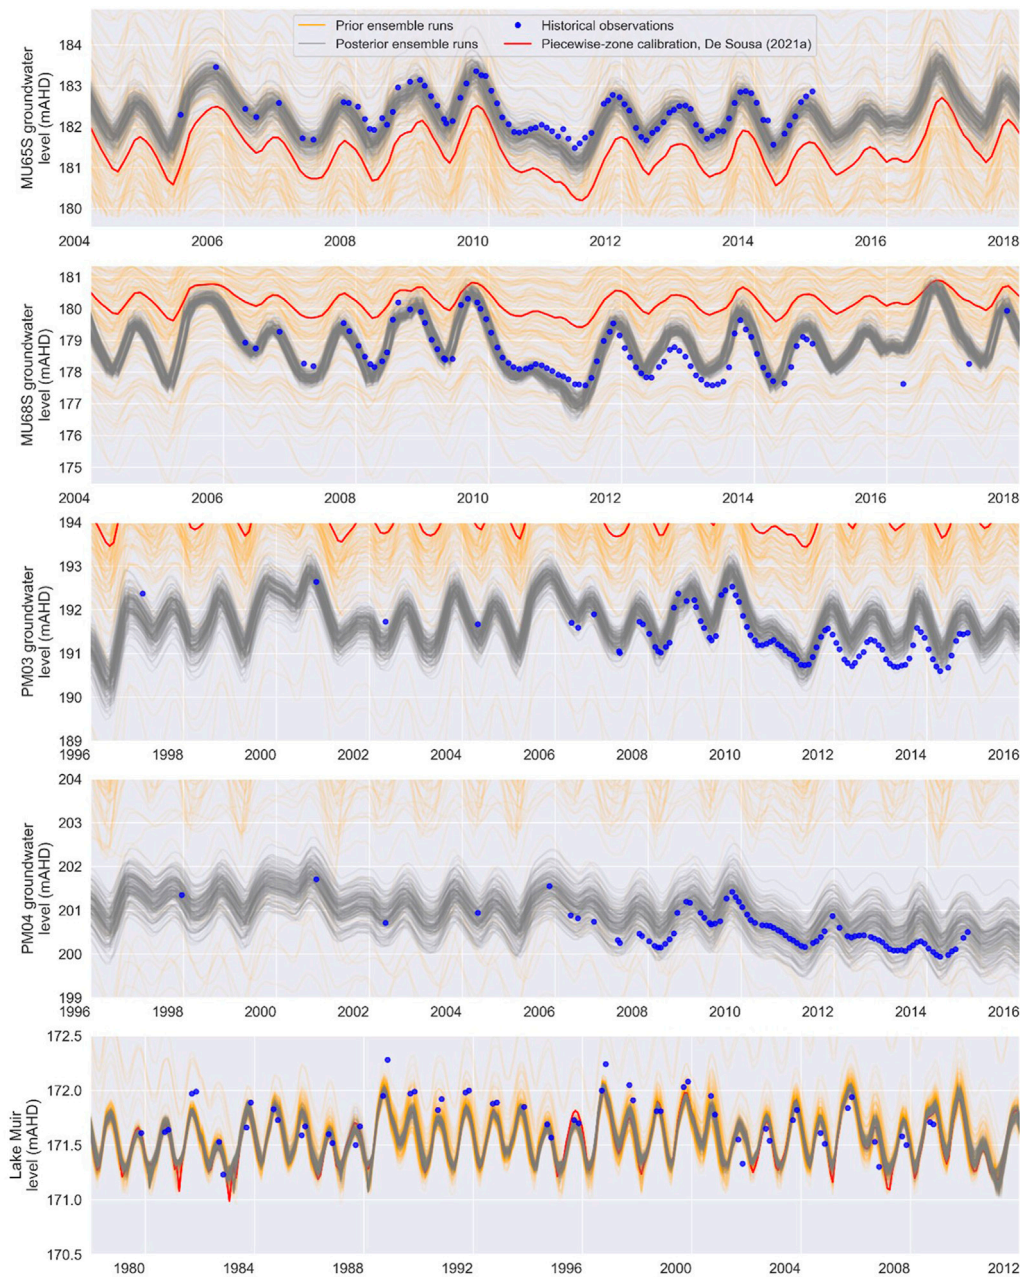 Prior ensemble runs
Historical observations
Posterior ensemble runs
Piecewise-zone calibration, De Sousa (2021a)
MU65S groundwater
level (mAHD)
184
183
182
181
180
2004 2006 2008 2010 2012 2014 2016 2018
MU68S groundwater
level (mAHD)
181
180
179
178
177
176
175
2004 2006 2008 2010 2012 2014 2016 2018
PM03 groundwater
level (mAHD)
194
193
192
191
190
189
1996 1998 2000 2002 2004 2006 2008 2010 2012 2014 2016
PM04 groundwater
level (mAHD)
204
203
202
201
200
199
1996 1998 2000 2002 2004 2006 2008 2010 2012 2014 2016
Lake Muir
level (mAHD)
172.5
172.0
171.5
171.0
170.5
1980 1984 1988 1992 1996 2000 2004 2008 2012